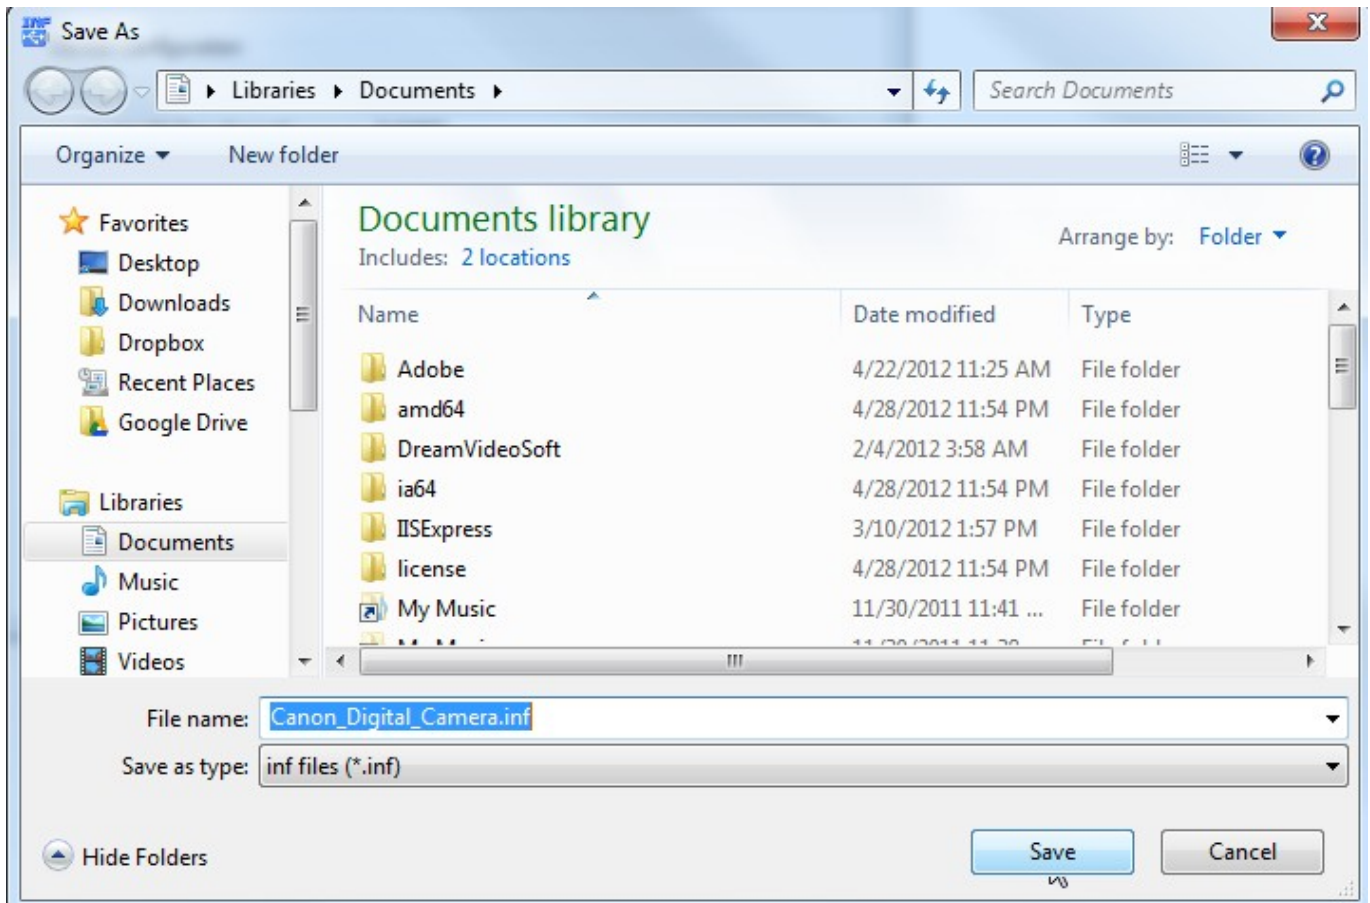 INF
Save As
Libraries Documents
Search Documents
Organize
New folder
Favorites
Desktop
Downloads
Dropbox
Recent Places
Google Drive
Libraries
Documents
Music
Pictures
Videos
Documents library
Includes: 2 locations
Arrange by: Folder
Name Date modified Type
Adobe 4/22/2012 11:25 AM File folder
amd64 4/28/2012 11:54 PM File folder
DreamVideoSoft 2/4/2012 3:58 AM File folder
ia64 4/28/2012 11:54 PM File folder
IISExpress 3/10/2012 1:57 PM File folder
license 4/28/2012 11:54 PM File folder
My Music 11/30/2011 11:41 ... File folder
File name: Canon_Digital_Camera.inf
Save as type: inf files (*.inf)
Hide Folders
Save
Cancel